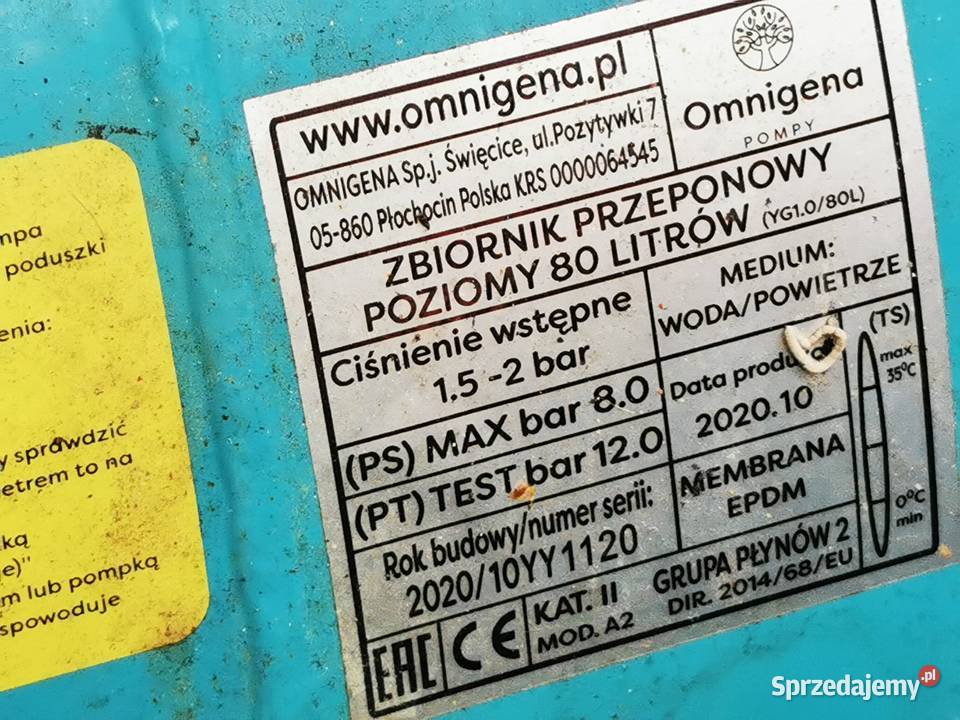 www.omnigena.pl
OMNIGENA Sp.j. Święcice, ul.Pozytywki 7
05-860 Płochocin Polska KRS 0000064545
Omnigena
POMPY
ZBIORNIK PRZEPONOWY
POZIOMY 80 LITRÓW (YG1.0/80L)
Ciśnienie wstępne
1.5 -2 bar
MEDIUM:
WODA/POWIETRZE
(PS) MAX bar 8.0
(PT) TEST bar 12.0
Data
2020.10
(TS)
max
35°C
0°C
min
MEMBRANA
EPDM
Rok budowy/numer serii:
2020/10YY1120
EAC CE
KAT. II
MOD. A2
GRUPA PŁYNÓW 2
DIR. 2014/68/EU
poduszki
sprawdzić
to na
lub pompką
spowoduje
Sprzedajemy.pl